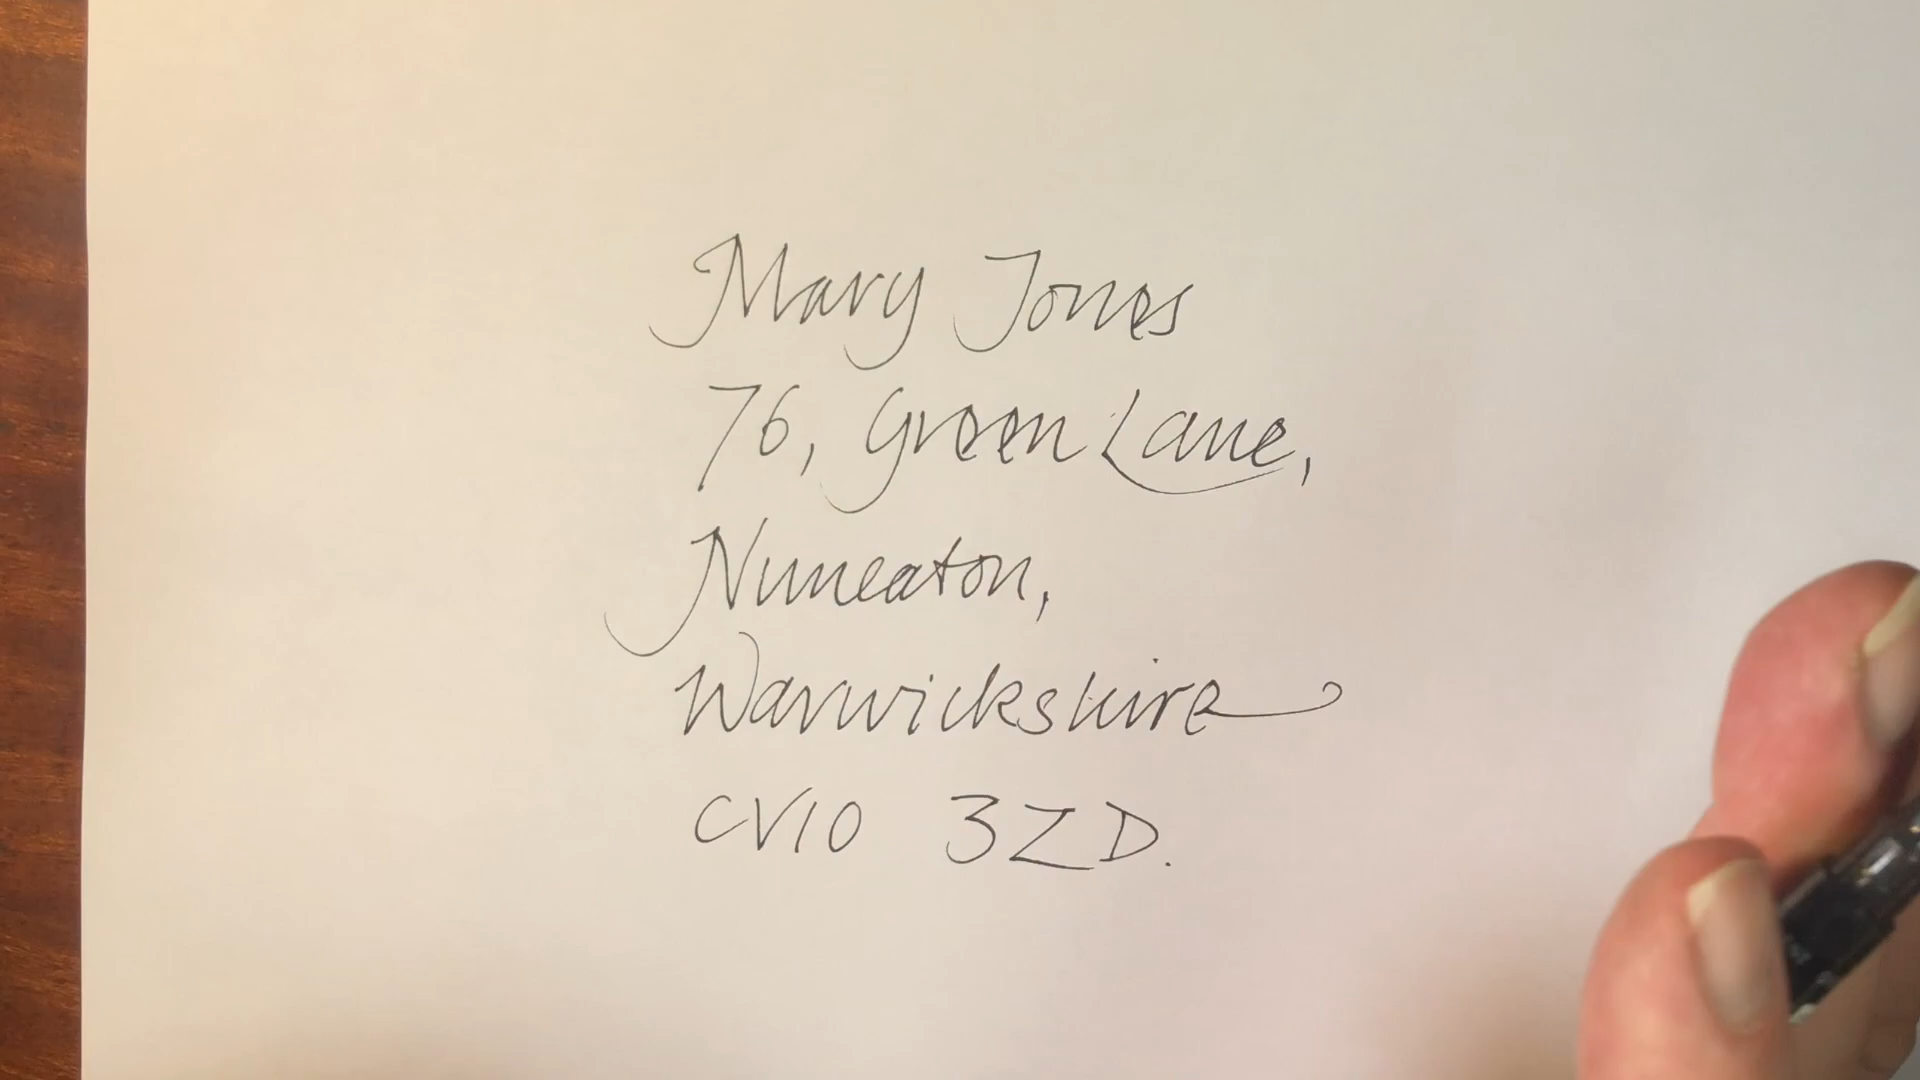 Mary Jones
76, Green Lane,
Nuneaton,
Warwickshire
CV10 3ZD.